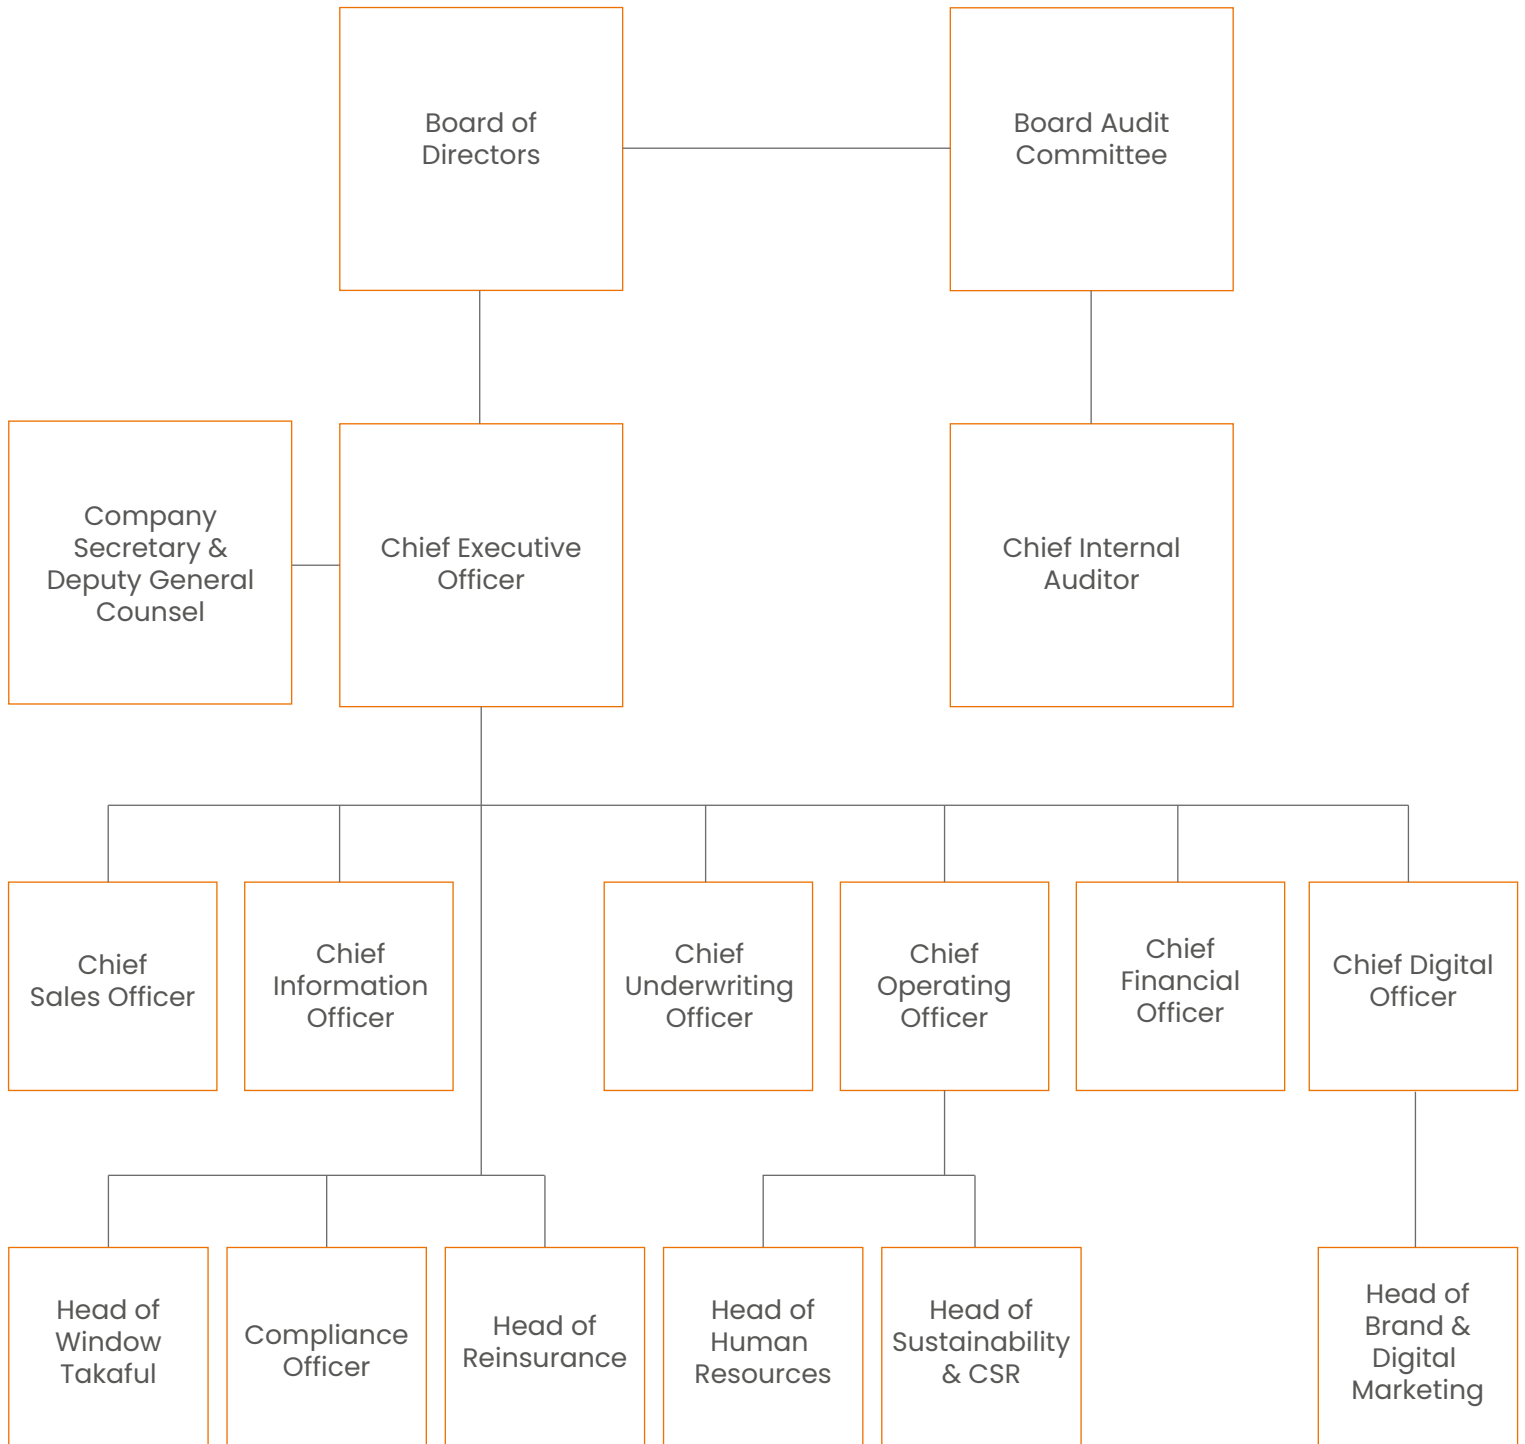 Board of
Directors
Board Audit
Committee
Company
Secretary &
Deputy General
Counsel
Chief Executive
Officer
Chief Internal
Auditor
Chief
Sales Officer
Chief
Information
Officer
Chief
Underwriting
Officer
Chief
Operating
Officer
Chief
Financial
Officer
Chief Digital
Officer
Head of
Window
Takaful
Compliance
Officer
Head of
Reinsurance
Head of
Human
Resources
Head of
Sustainability
& CSR
Head of
Brand &
Digital
Marketing